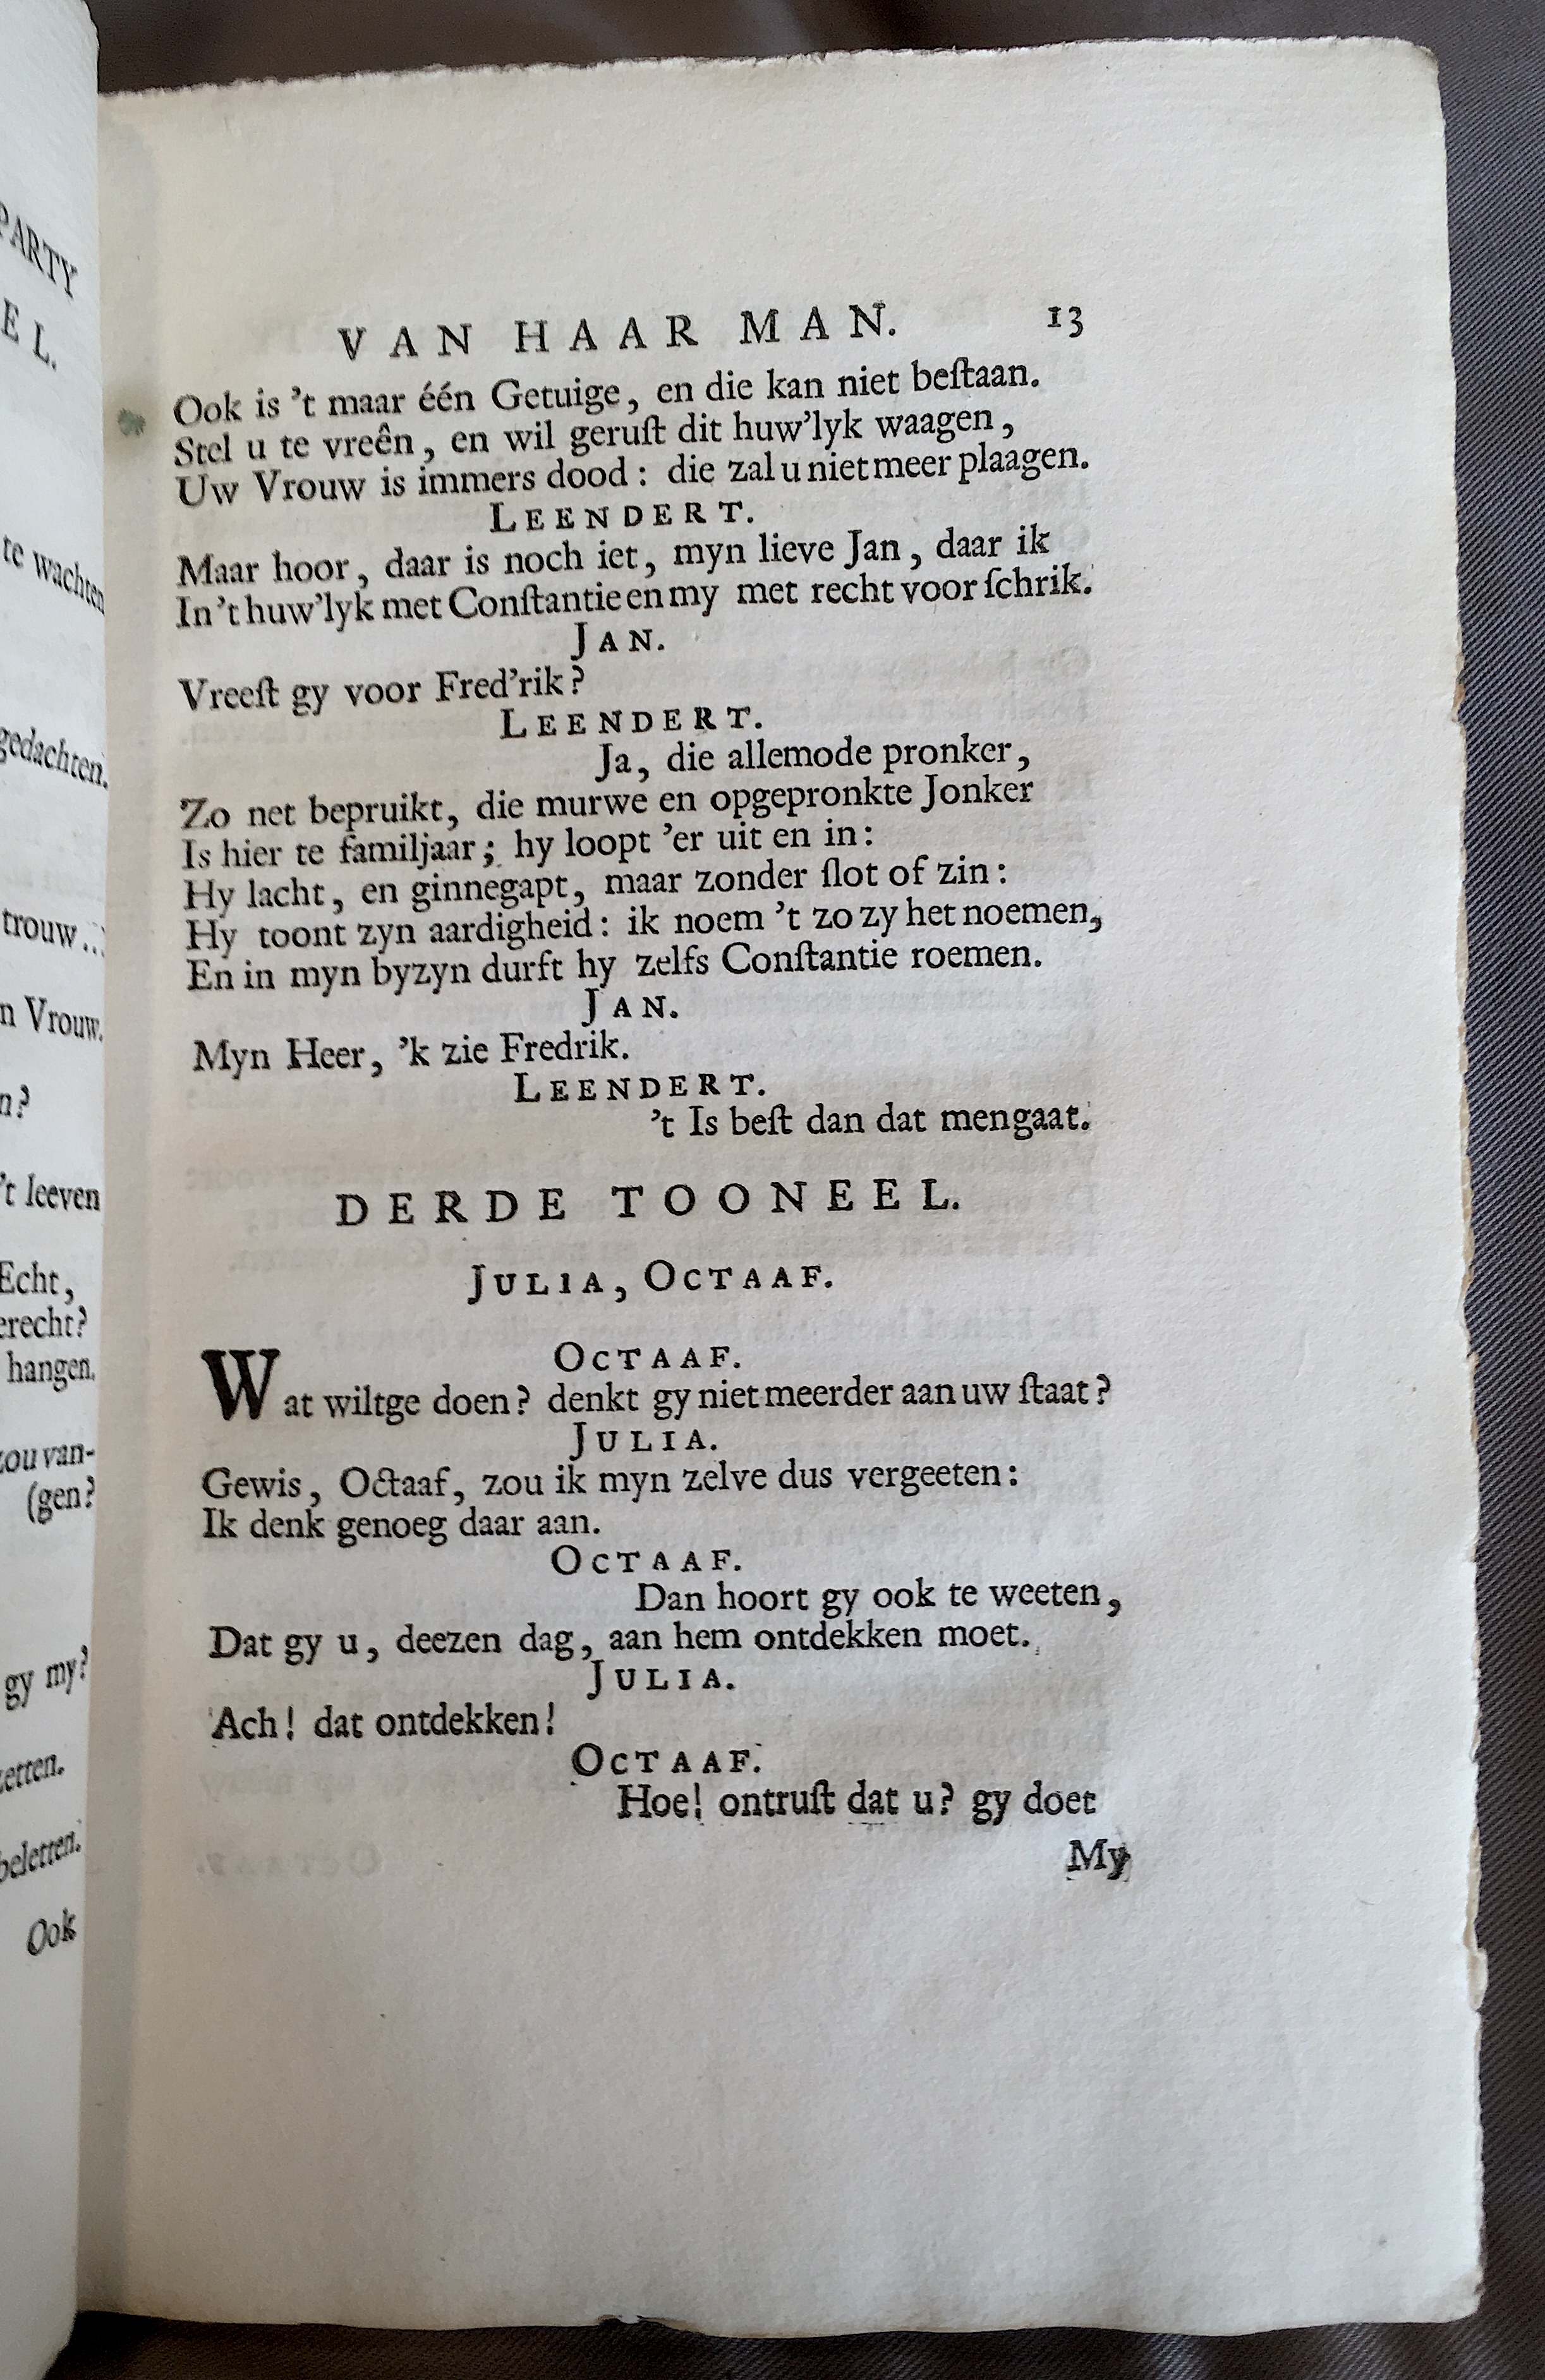 PARTY
EL.
te wachten
gedachten.
trouw...
n Vrouw.
n?
't leeven
Echt,
erecht?
hangen.
zou van-
(gen?
gy my?
zetten.
beletten.
Ook
VAN HAAR MAN. 13
Ook is 't maar één Getuige, en die kan niet beſtaan.
Stel u te vreên, en wil geruſt dit huw'lyk waagen,
Uw Vrouw is immers dood: die zal u niet meer plaagen.
LEENDERT.
Maar hoor, daar is noch iet, myn lieve Jan, daar ik
In 't huw'lyk met Conſtantie en my met recht voor ſchrik.
JAN.
Vreeſt gy voor Fred'rik?
LEENDERT.
Ja, die allemode pronker,
Zo net bepruikt, die murwe en opgepronkte Jonker
Is hier te familjaar; hy loopt 'er uit en in:
Hy lacht, en ginnegapt, maar zonder ſlot of zin:
Hy toont zyn aardigheid: ik noem 't zo zy het noemen,
En in myn byzyn durft hy zelfs Conſtantie roemen.
JAN.
Myn Heer, 'k zie Fredrik.
LEENDERT.
't Is beſt dan dat men gaat.
DERDE TOONEEL.
JULIA, OCTAAF.
OCTAAF.
Wat wiltge doen? denkt gy niet meerder aan uw ſtaat?
JULIA.
Gewis, Octaaf, zou ik myn zelve dus vergeeten:
Ik denk genoeg daar aan.
OCTAAF.
Dan hoort gy ook te weeten,
Dat gy u, deezen dag, aan hem ontdekken moet.
JULIA.
Ach! dat ontdekken!
OCTAAF.
Hoe! ontruſt dat u? gy doet
My